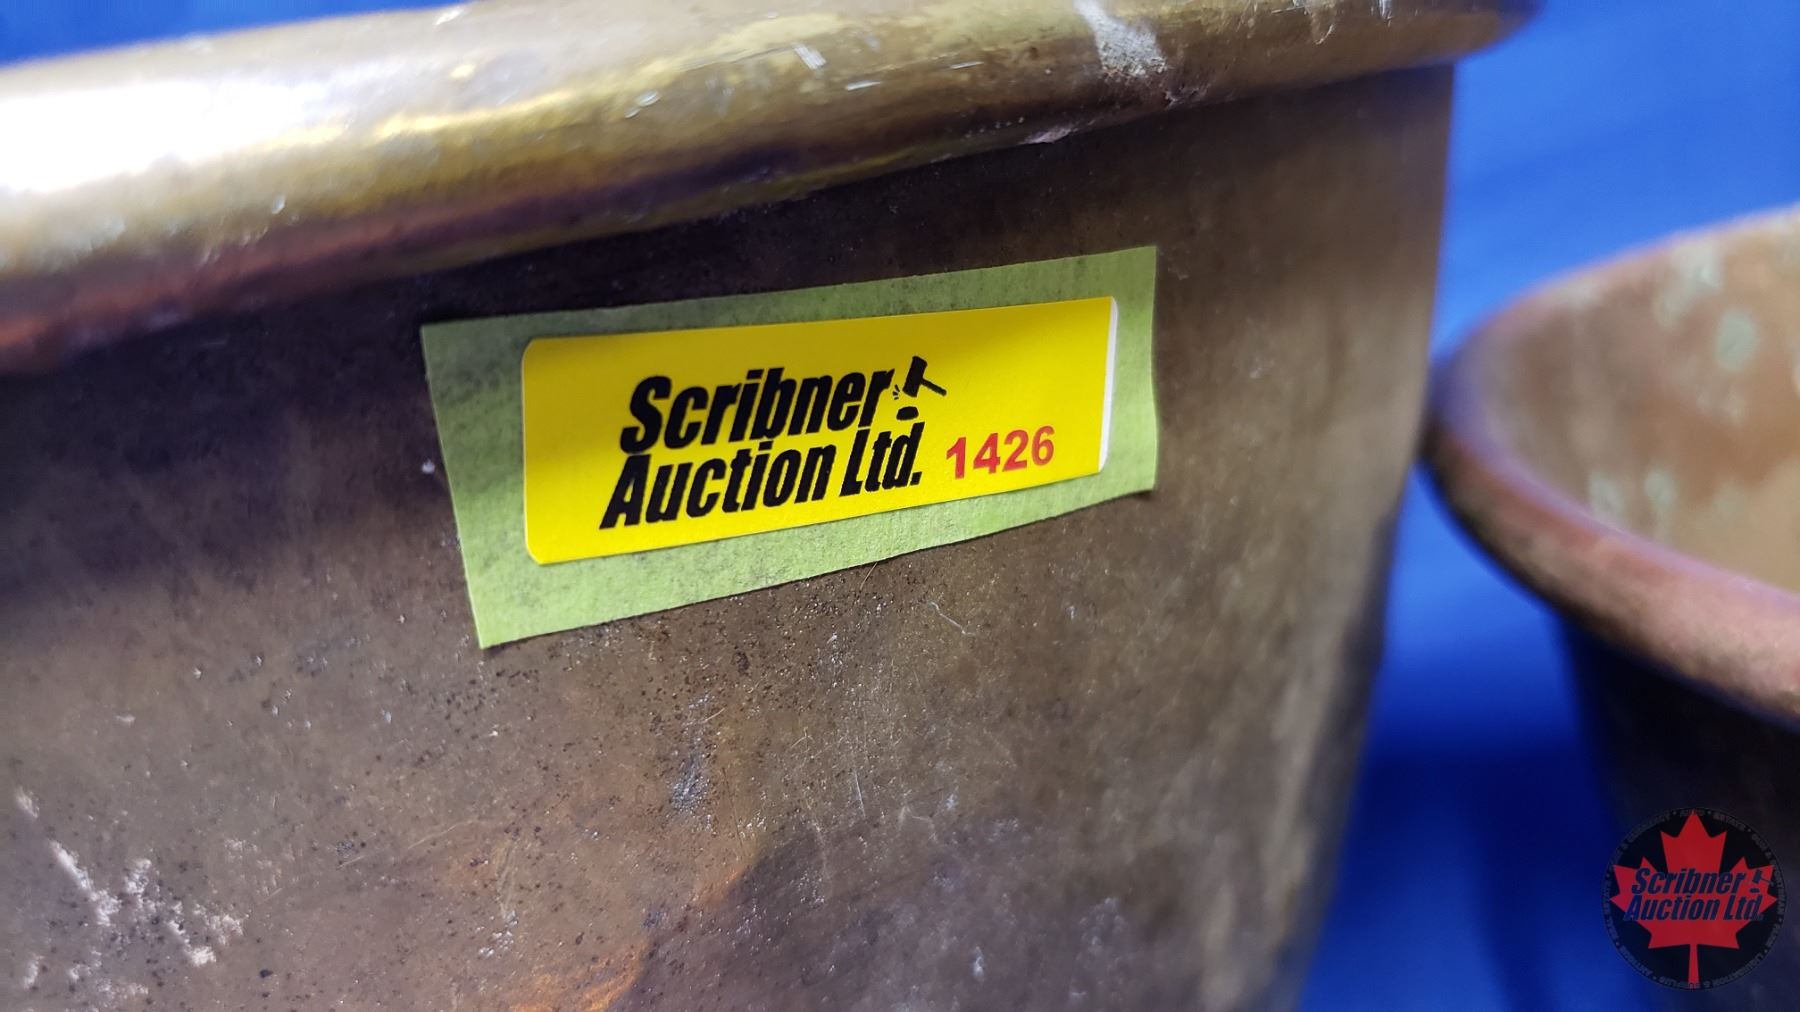 Scribner
Auction Ltd. 1426
Scribner
Auction Ltd.